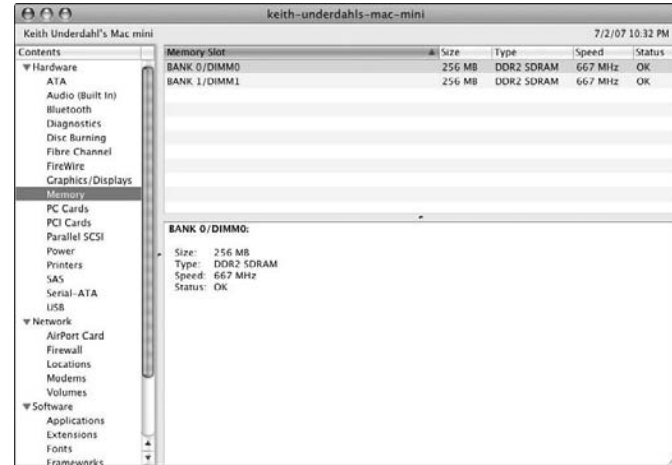 keith-underdahls-mac-mini
Keith Underdahl's Mac mini 7/2/07 10:32 PM
Contents
Hardware
ATA
Audio (Built In)
Bluetooth
Diagnostics
Disc Burning
Fibre Channel
FireWire
Graphics/Displays
Memory
PC Cards
PCI Cards
Parallel SCSI
Power
Printers
SAS
Serial-ATA
USB
Network
AirPort Card
Firewall
Locations
Modems
Volumes
Software
Applications
Extensions
Fonts
Frameworks
Memory Slot Size Type Speed Status
BANK 0/DIMM0 256 MB DDR2 SDRAM 667 MHz OK
BANK 1/DIMM1 256 MB DDR2 SDRAM 667 MHz OK
BANK 0/DIMM0:
Size: 256 MB
Type: DDR2 SDRAM
Speed: 667 MHz
Status: OK